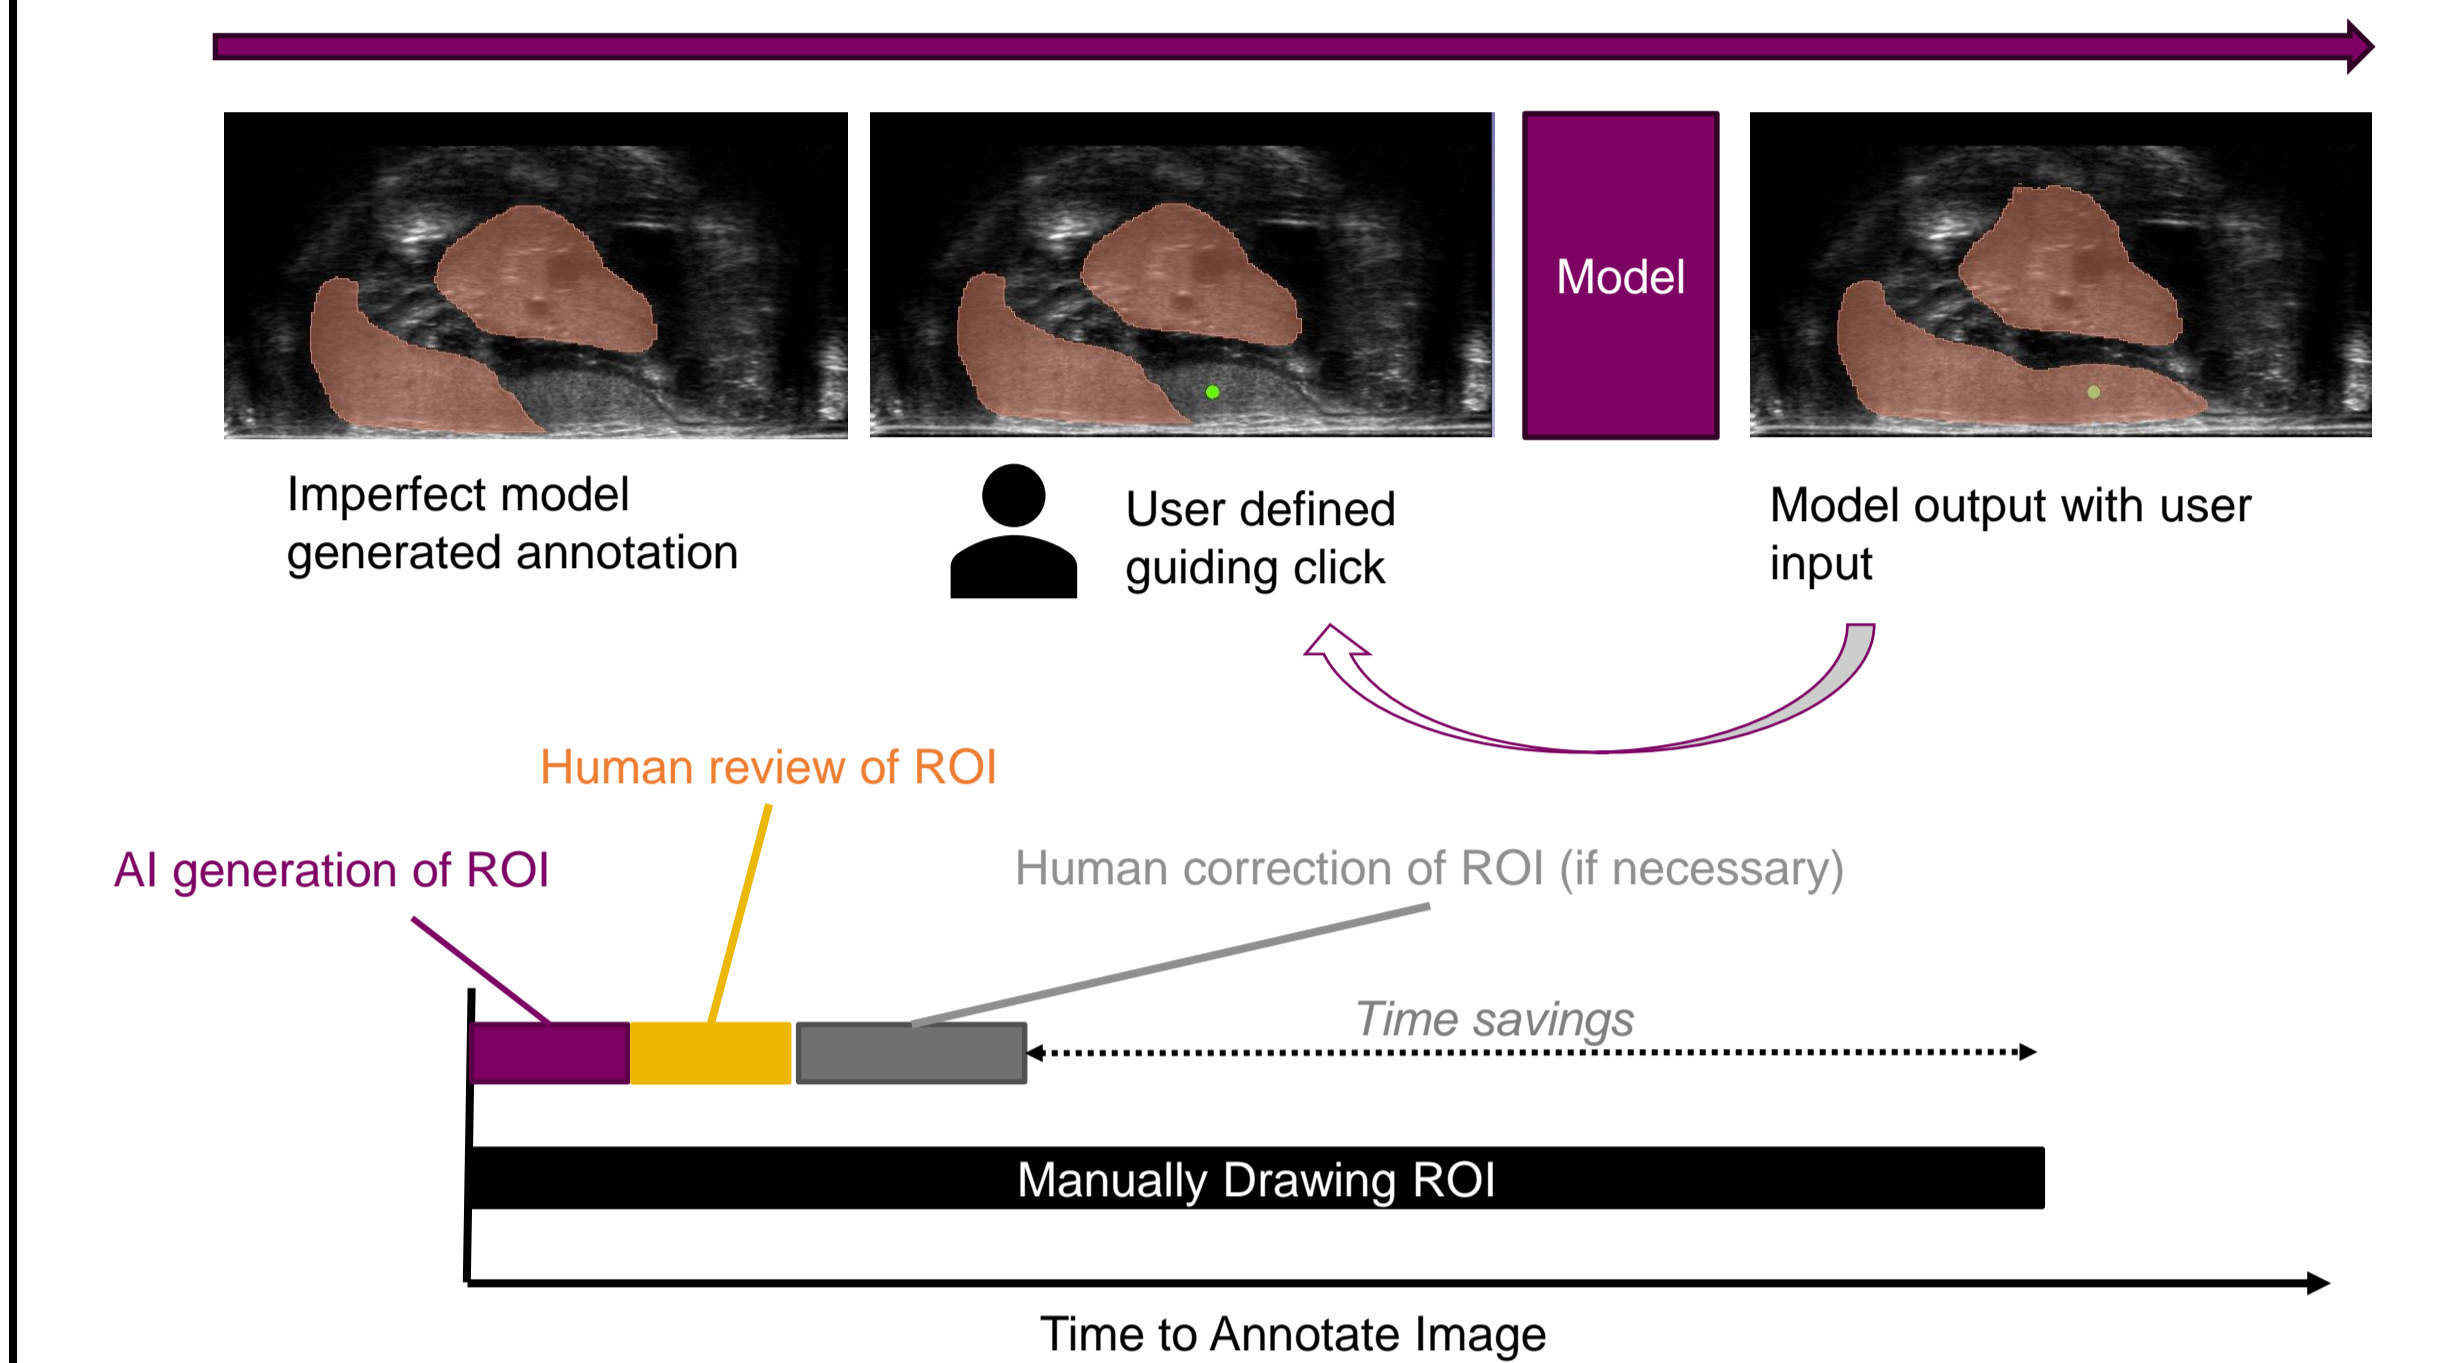 Model
Imperfect model
generated annotation
User defined
guiding click
Model output with user
input
Human review of ROI
AI generation of ROI
Human correction of ROI (if necessary)
Time savings
Manually Drawing ROI
Time to Annotate Image